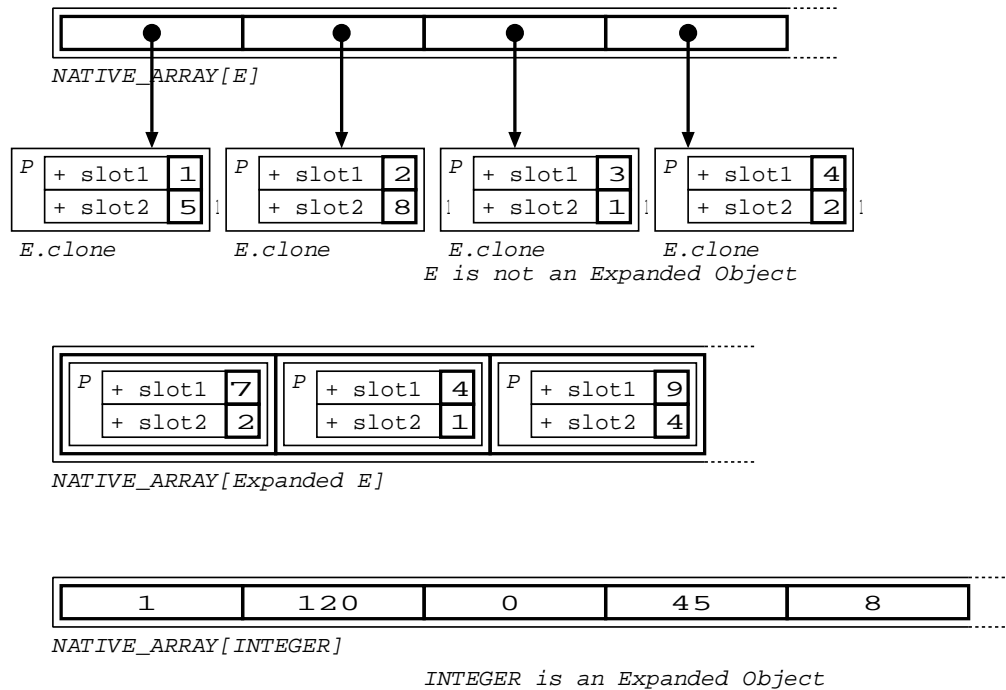 NATIVE_ARRAY[E]
P + slot1 1 P + slot1 2 P + slot1 3 P + slot1 4
+ slot2 5 l + slot2 8 l + slot2 1 l + slot2 2 l
E.clone E.clone E.clone E.clone
E is not an Expanded Object
P + slot1 7 P + slot1 4 P + slot1 9
+ slot2 2 + slot2 1 + slot2 4
NATIVE_ARRAY[Expanded E]
1 120 0 45 8
NATIVE_ARRAY[INTEGER]
INTEGER is an Expanded Object